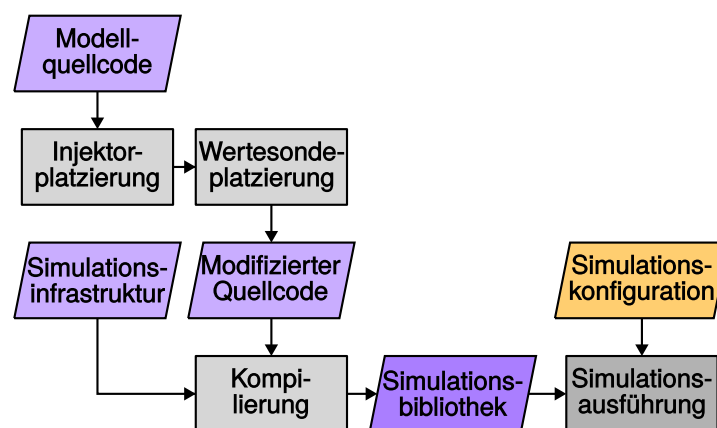 Modell-
quellcode
Injektor-
platzierung
Wertesonde-
platzierung
Simulations-
infrastruktur
Modifizierter
Quellcode
Simulations-
konfiguration
Kompi-
lierung
Simulations-
bibliothek
Simulations-
ausführung